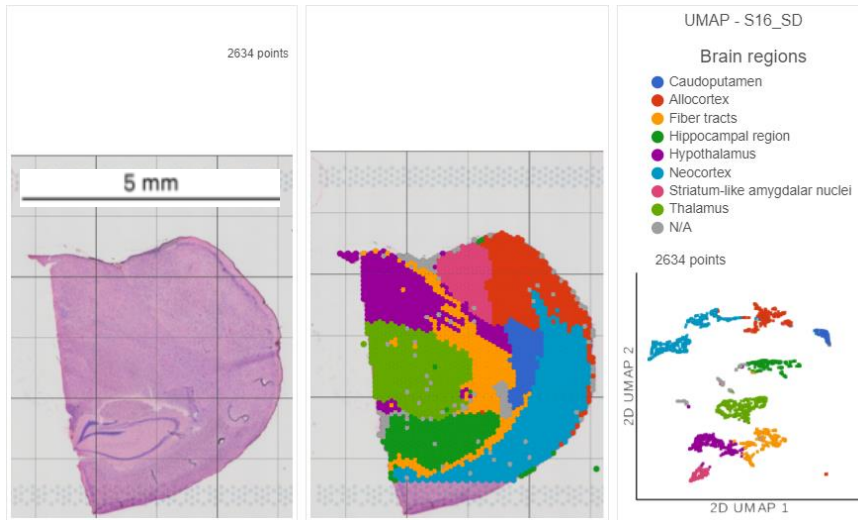 2634 points
5 mm
UMAP - S16_SD
Brain regions
Caudoputamen
Allocortex
Fiber tracts
Hippocampal region
Hypothalamus
Neocortex
Striatum-like amygdalar nuclei
Thalamus
N/A
2634 points
2D UMAP 2
2D UMAP 1